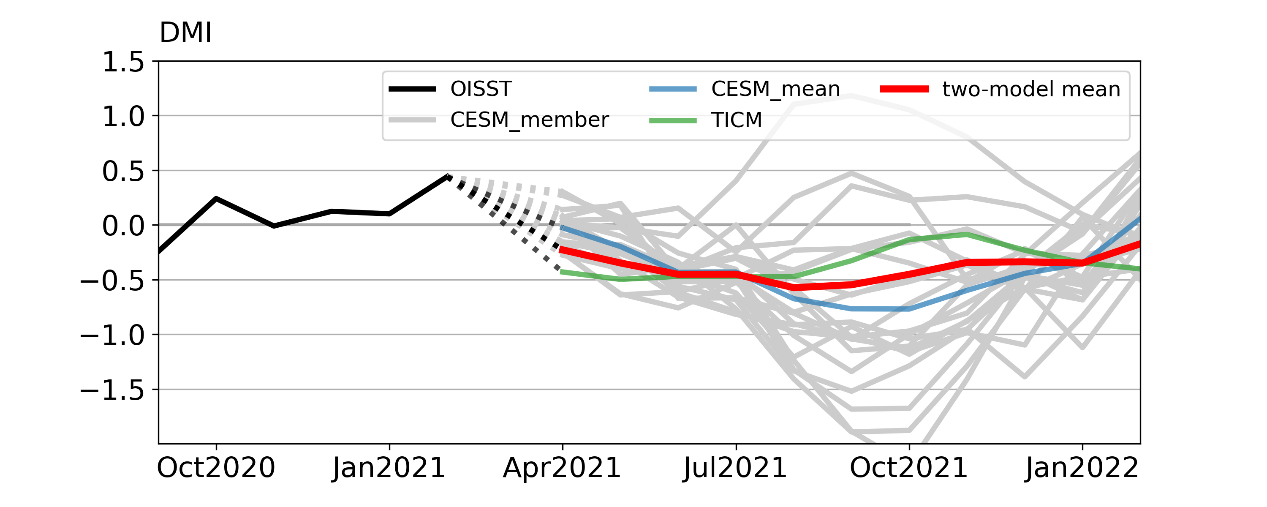 DMI
1.5
1.0
0.5
0.0
−0.5
−1.0
−1.5
OISST
CESM_member
CESM_mean
TICM
two-model mean
Oct2020 Jan2021 Apr2021 Jul2021 Oct2021 Jan2022